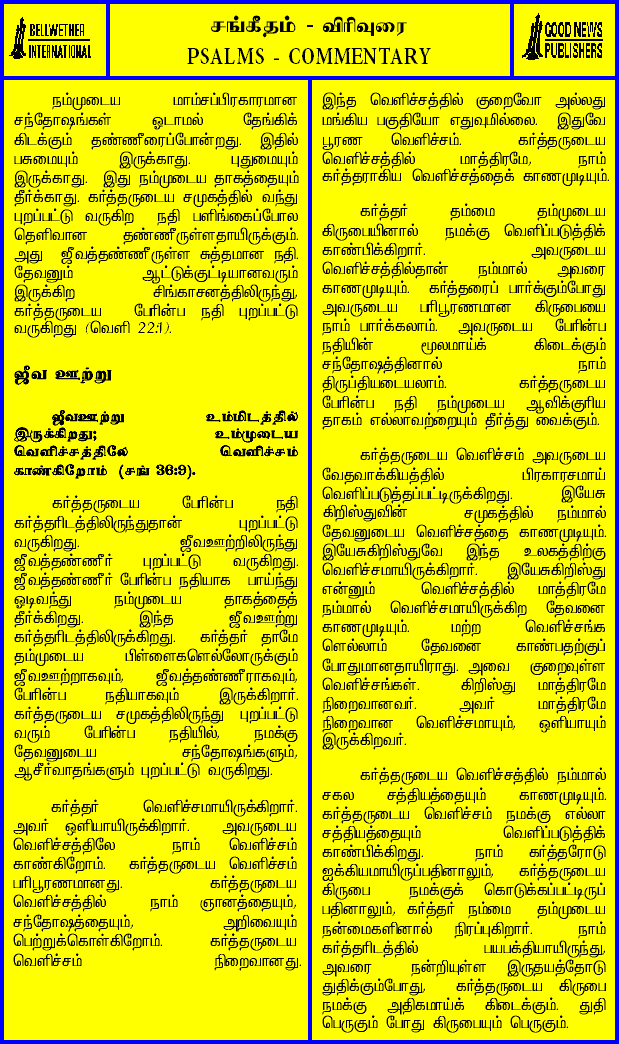 BELLWETHER
INTERNATIONAL
சங்கீதம் - விரிவுரை
PSALMS - COMMENTARY
GOOD NEWS
PUBLISHERS
நம்முடைய மாம்சப்பிரகாரமான
சந்தோஷங்கள் ஓடாமல் தேங்கிக்
கிடக்கும் தண்ணீரைப்போன்றது. இதில்
பசுமையும் இருக்காது. புதுமையும்
இருக்காது. இது நம்முடைய தாகத்தையும்
தீர்க்காது. கர்த்தருடைய சமுகத்தில் வந்து
புறப்பட்டு வருகிற நதி பளிங்கைப்போல
தெளிவான தண்ணீருள்ளதாயிருக்கும்.
அது ஜீவத்தண்ணீருள்ள சுத்தமான நதி.
தேவனும் ஆட்டுக்குட்டியானவரும்
இருக்கிற சிங்காசனத்திலிருந்து,
கர்த்தருடைய பேரின்ப நதி புறப்பட்டு
வருகிறது (வெளி 22:1).
ஜீவ ஊற்று
ஜீவஊற்று உம்மிடத்தில்
இருக்கிறது; உம்முடைய
வெளிச்சத்திலே வெளிச்சம்
காண்கிறோம் (சங் 36:9).
கர்த்தருடைய பேரின்ப நதி
கர்த்தரிடத்திலிருந்துதான் புறப்பட்டு
வருகிறது. ஜீவஊற்றிலிருந்து
ஜீவத்தண்ணீர் புறப்பட்டு வருகிறது.
ஜீவத்தண்ணீர் பேரின்ப நதியாக பாய்ந்து
ஓடிவந்து நம்முடைய தாகத்தைத்
தீர்க்கிறது. இந்த ஜீவஊற்று
கர்த்தரிடத்திலிருக்கிறது. கர்த்தர் தாமே
தம்முடைய பிள்ளைகளெல்லோருக்கும்
ஜீவஊற்றாகவும், ஜீவத்தண்ணீராகவும்,
பேரின்ப நதியாகவும் இருக்கிறார்.
கர்த்தருடைய சமுகத்திலிருந்து புறப்பட்டு
வரும் பேரின்ப நதியில், நமக்கு
தேவனுடைய சந்தோஷங்களும்,
ஆசீர்வாதங்களும் புறப்பட்டு வருகிறது.
கர்த்தர் வெளிச்சமாயிருக்கிறார்.
அவர் ஒளியாயிருக்கிறார். அவருடைய
வெளிச்சத்திலே நாம் வெளிச்சம்
காண்கிறோம். கர்த்தருடைய வெளிச்சம்
பரிபூரணமானது. கர்த்தருடைய
வெளிச்சத்தில் நாம் ஞானத்தையும்,
சந்தோஷத்தையும், அறிவையும்
பெற்றுக்கொள்கிறோம். கர்த்தருடைய
வெளிச்சம் நிறைவானது.
இந்த வெளிச்சத்தில் குறைவோ அல்லது
மங்கிய பகுதியோ எதுவுமில்லை. இதுவே
பூரண வெளிச்சம். கர்த்தருடைய
வெளிச்சத்தில் மாத்திரமே, நாம்
கர்த்தராகிய வெளிச்சத்தைக் காணமுடியும்.
கர்த்தர் தம்மை தம்முடைய
கிருபையினால் நமக்கு வெளிப்படுத்திக்
காண்பிக்கிறார். அவருடைய
வெளிச்சத்தில்தான் நம்மால் அவரை
காணமுடியும். கர்த்தரைப் பார்க்கும்போது
அவருடைய பரிபூரணமான கிருபையை
நாம் பார்க்கலாம். அவருடைய பேரின்ப
நதியின் மூலமாய்க் கிடைக்கும்
சந்தோஷத்தினால் நாம்
திருப்தியடையலாம். கர்த்தருடைய
பேரின்ப நதி நம்முடைய ஆவிக்குரிய
தாகம் எல்லாவற்றையும் தீர்த்து வைக்கும்.
கர்த்தருடைய வெளிச்சம் அவருடைய
வேதவாக்கியத்தில் பிரகாரசமாய்
வெளிப்படுத்தப்பட்டிருக்கிறது. இயேசு
கிறிஸ்துவின் சமுகத்தில் நம்மால்
தேவனுடைய வெளிச்சத்தை காணமுடியும்.
இயேசுகிறிஸ்துவே இந்த உலகத்திற்கு
வெளிச்சமாயிருக்கிறார். இயேசுகிறிஸ்து
என்னும் வெளிச்சத்தில் மாத்திரமே
நம்மால் வெளிச்சமாயிருக்கிற தேவனை
காணமுடியும். மற்ற வெளிச்சங்க
ளெல்லாம் தேவனை காண்பதற்குப்
போதுமானதாயிராது. அவை குறைவுள்ள
வெளிச்சங்கள். கிறிஸ்து மாத்திரமே
நிறைவானவர். அவர் மாத்திரமே
நிறைவான வெளிச்சமாயும், ஒளியாயும்
இருக்கிறவர்.
கர்த்தருடைய வெளிச்சத்தில் நம்மால்
சகல சத்தியத்தையும் காணமுடியும்.
கர்த்தருடைய வெளிச்சம் நமக்கு எல்லா
சத்தியத்தையும் வெளிப்படுத்திக்
காண்பிக்கிறது. நாம் கர்த்தரோடு
ஐக்கியமாயிருப்பதினாலும், கர்த்தருடைய
கிருபை நமக்குக் கொடுக்கப்பட்டிருப்
பதினாலும், கர்த்தர் நம்மை தம்முடைய
நன்மைகளினால் நிரப்புகிறார். நாம்
கர்த்தரிடத்தில் பயபக்தியாயிருந்து,
அவரை நன்றியுள்ள இருதயத்தோடு
துதிக்கும்போது, கர்த்தருடைய கிருபை
நமக்கு அதிகமாய்க் கிடைக்கும். துதி
பெருகும் போது கிருபையும் பெருகும்.